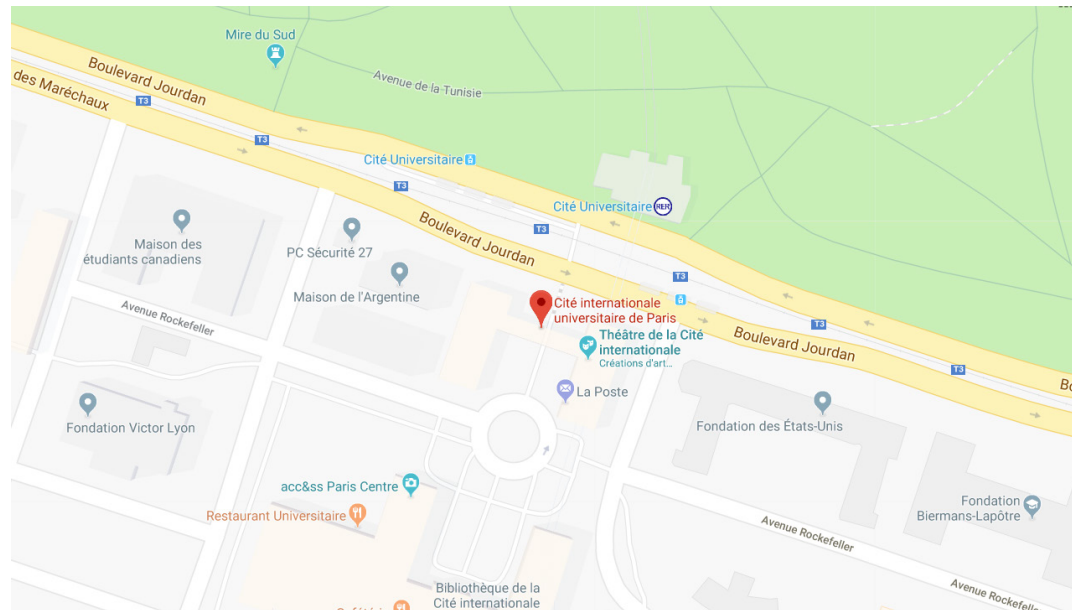 Mire du Sud
Boulevard Jourdan
Avenue de la Tunisie
des Maréchaux
T3
T3
Cité Universitaire
T3
Cité Universitaire RER
Boulevard Jourdan
T3
Maison des
étudiants canadiens
PC Sécurité 27
T3
Maison de l'Argentine
Cité internationale
universitaire de Paris
Avenue Rockefeller
T3
Boulevard Jourdan
Théâtre de la Cité
internationale
Créations d'art...
T3
Bo
La Poste
Fondation Victor Lyon
Fondation des États-Unis
acc&ss Paris Centre
Restaurant Universitaire
Fondation
Biermans-Lapôtre
Avenue Rockefeller
Bibliothèque de la
Cité internationale
Avenue Rockefeller